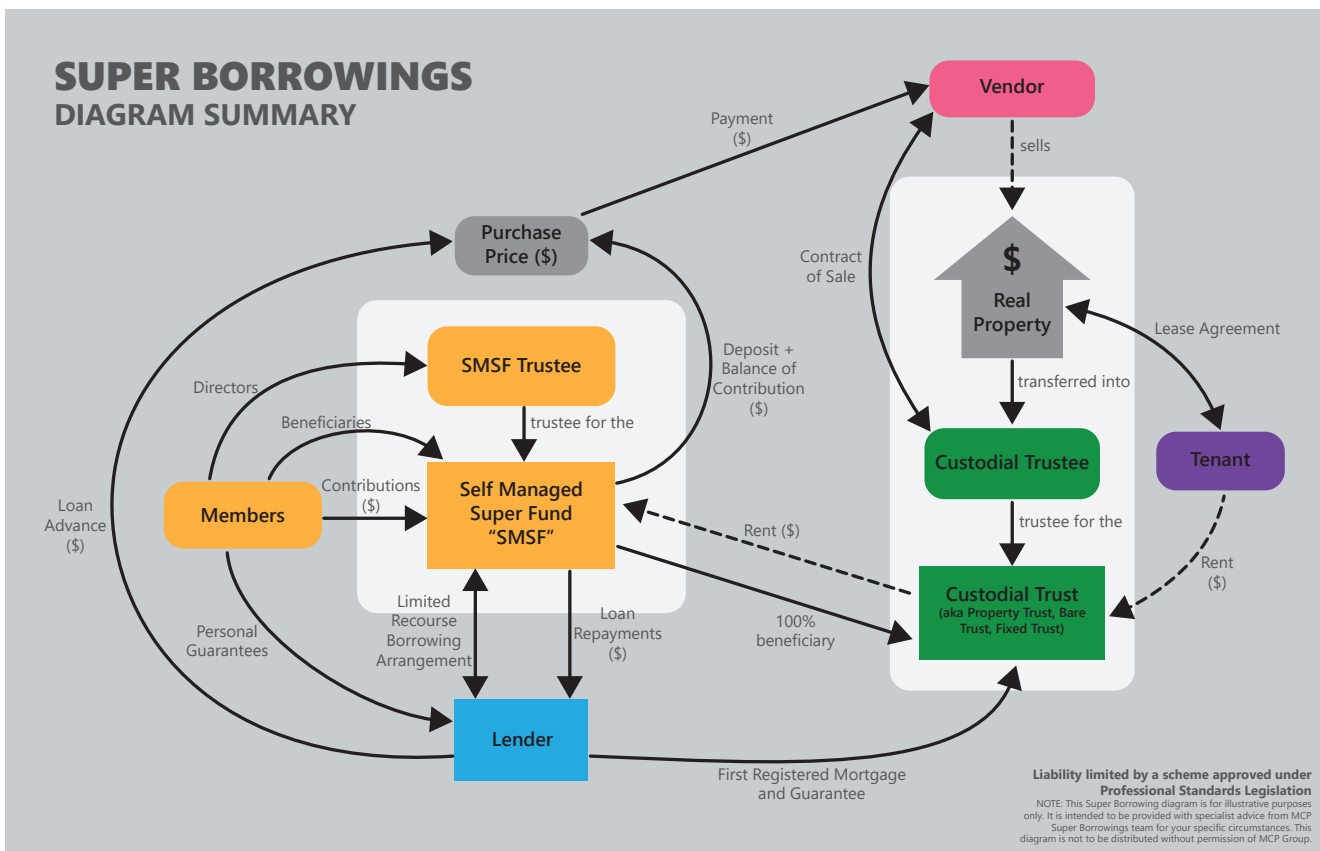 SUPER BORROWINGS
DIAGRAM SUMMARY
Vendor
Payment
($)
sells
Purchase
Price ($)
Contract
of Sale
$
Real
Property
Lease Agreement
SMSF Trustee
Directors
Deposit +
Balance of
Contribution
($)
transferred into
Beneficiaries
trustee for the
Custodial Trustee
Tenant
Contributions
($)
Self Managed
Super Fund
“SMSF”
Members
Loan
Advance
($)
Rent ($)
trustee for the
Rent
($)
Custodial Trust
(aka Property Trust, Bare
Trust, Fixed Trust)
100%
beneficiary
Limited
Recourse
Borrowing
Arrangement
Loan
Repayments
($)
Personal
Guarantees
Lender
First Registered Mortgage
and Guarantee
Liability limited by a scheme approved under
Professional Standards Legislation
NOTE: This Super Borrowing diagram is for illustrative purposes
only. It is intended to be provided with specialist advice from MCP
Super Borrowings team for your specific circumstances. This
diagram is not to be distributed without permission of MCP Group.